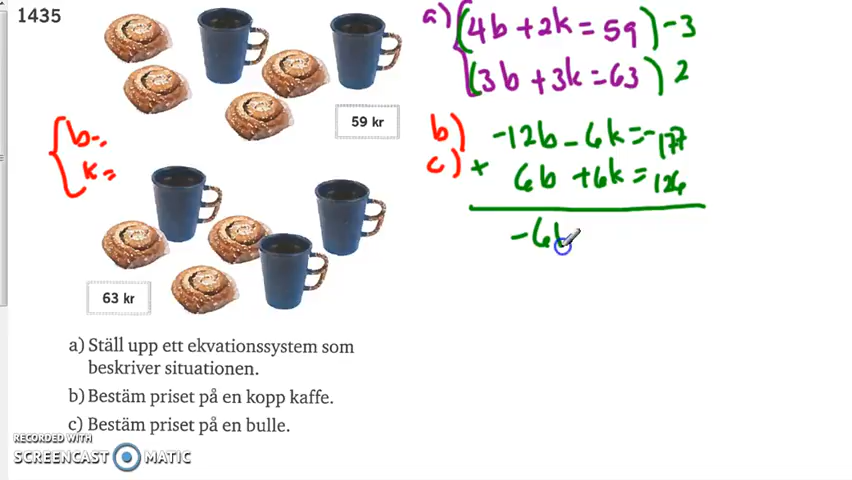 1435
59 kr
63 kr
a) Ställ upp ett ekvationssystem som
beskriver situationen.
b) Bestäm priset på en kopp kaffe.
c) Bestäm priset på en bulle.
{b=
k=
a) {(4b + 2k = 59) -3
(3b + 3k = 63) 2
b) -12b - 6k = -177
c) + 6b + 6k = 126
-6b
RECORDED WITH
SCREENCAST MATIC